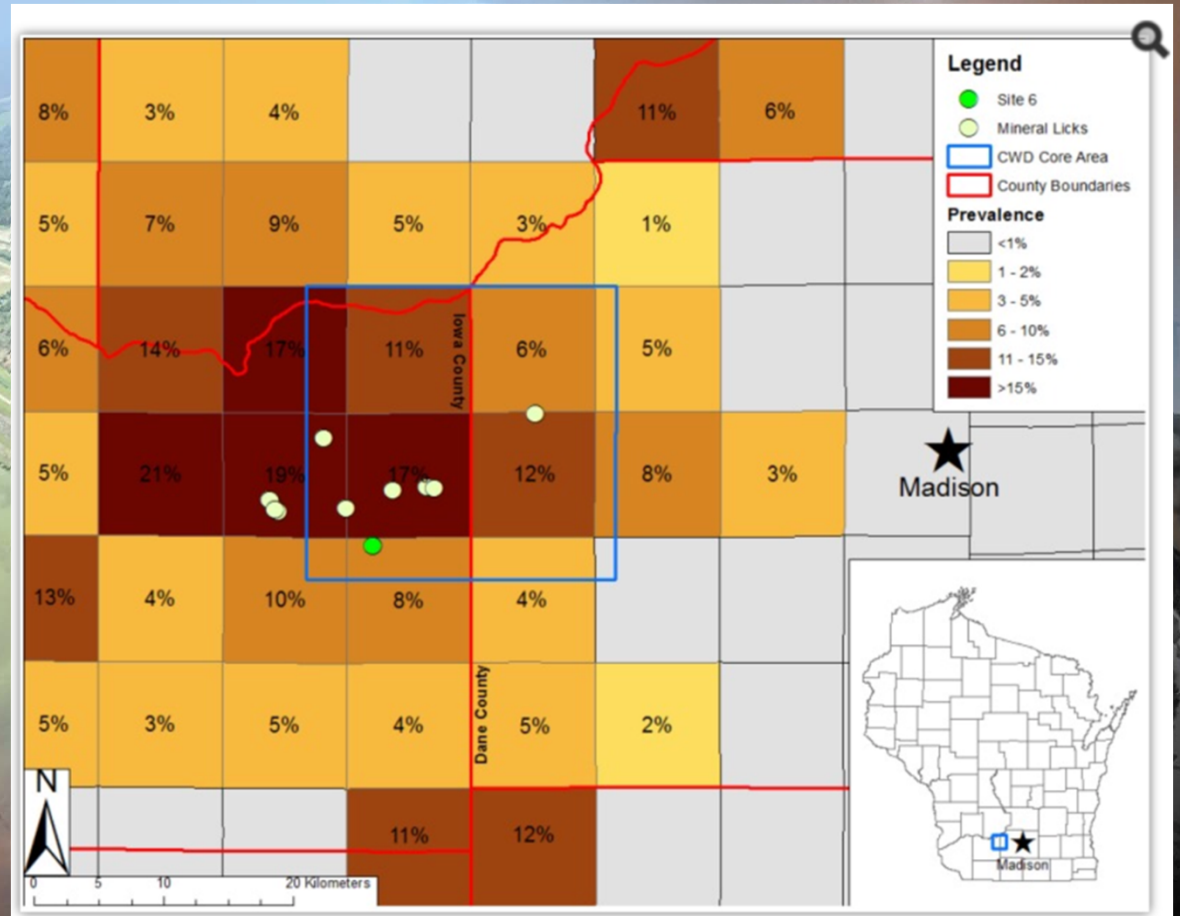 Legend
Site 6
Mineral Licks
CWD Core Area
County Boundaries
Prevalence
<1%
1 - 2%
3 - 5%
6 - 10%
11 - 15%
>15%
8% 3% 4% 11% 6%
5% 7% 9% 5% 3% 1%
6% 14% 17% 11% 6% 5%
Iowa County
5% 21% 19% 17% 12% 8% 3%
Madison
13% 4% 10% 8% 4%
5% 3% 5% 4% 5% 2%
Dane County
11% 12%
N
0 5 10 20 Kilometers
Madison